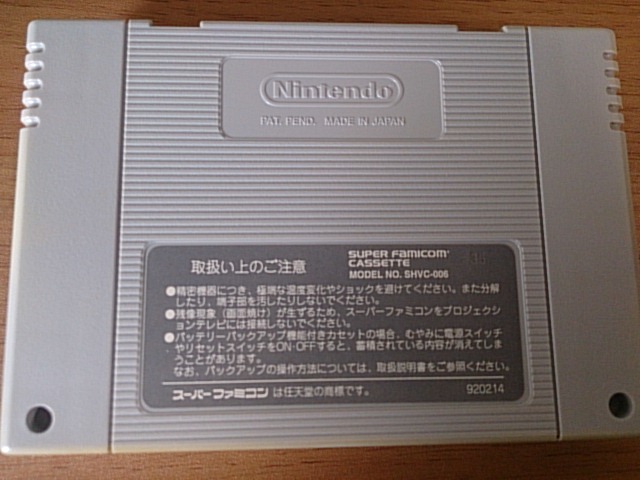 Nintendo
PAT. PEND. MADE IN JAPAN
取扱い上のご注意
SUPER FAMICOM
CASSETTE
MODEL NO. SHVC-006
●精密機器につき、極端な温度変化やショックを避けてください。また分解
したり、端子部を汚したりしないでください。
●残像現象（画面焼け）が生ずるため、スーパーファミコンをプロジェクシ
ョンテレビには接続しないでください。
●バッテリーバックアップ機能付きカセットの場合、むやみに電源スイッチ
やリセットスイッチをON・OFFすると、蓄積されている内容が消えてしま
うことがあります。
なお、バックアップの操作方法については、取扱説明書をご参照ください。
スーパーファミコン は任天堂の商標です。
920214